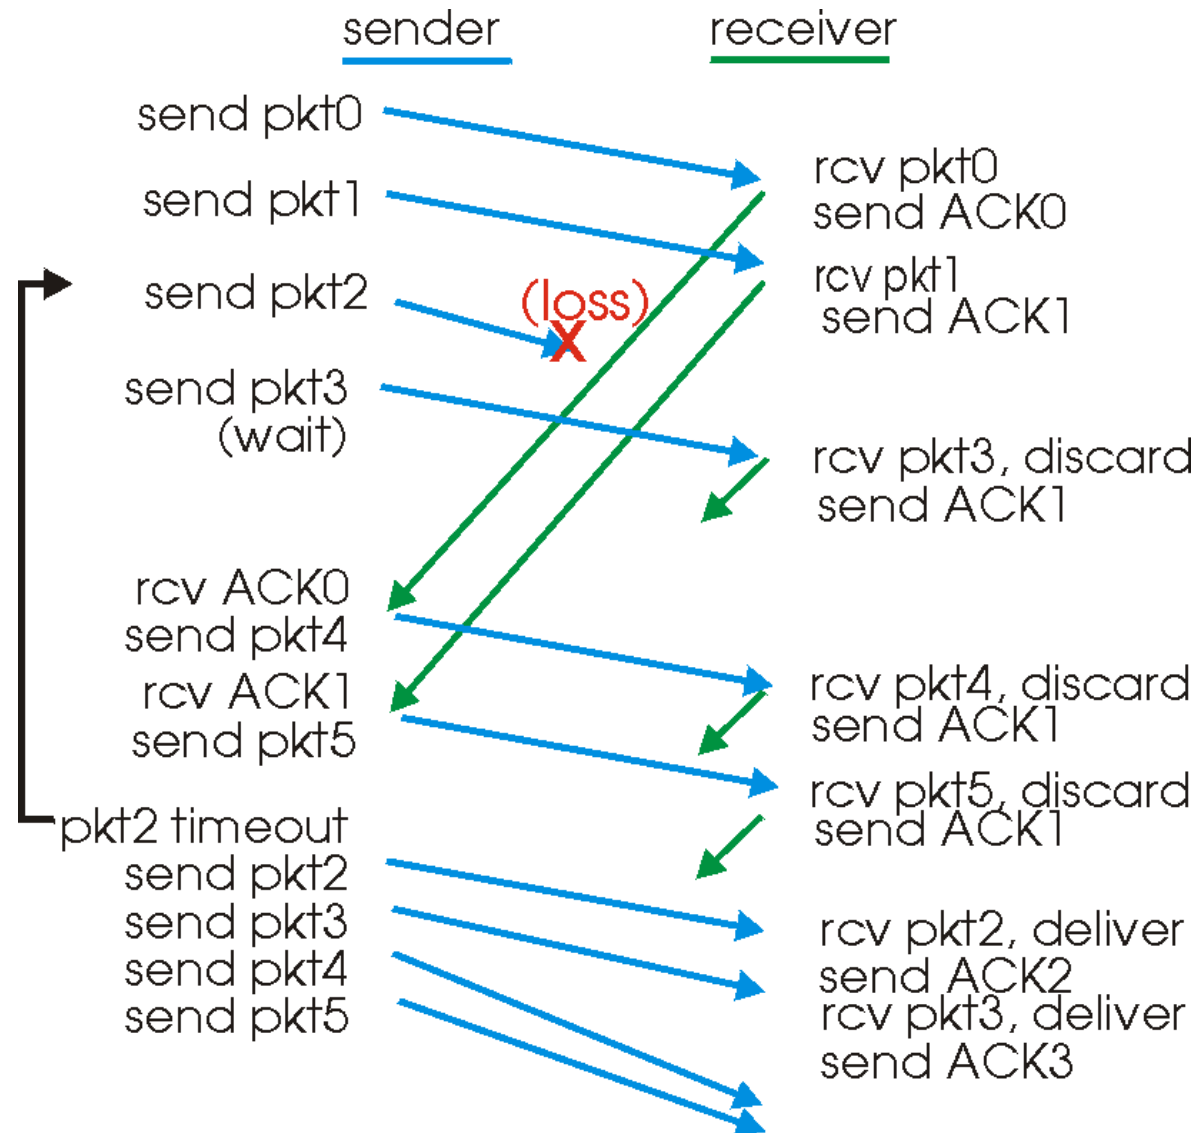 sender
receiver
send pkt0
send pkt1
send pkt2
(loss)
X
send pkt3
(wait)
rcv ACK0
send pkt4
rcv ACK1
send pkt5
pkt2 timeout
send pkt2
send pkt3
send pkt4
send pkt5
rcv pkt0
send ACK0
rcv pkt1
send ACK1
rcv pkt3, discard
send ACK1
rcv pkt4, discard
send ACK1
rcv pkt5, discard
send ACK1
rcv pkt2, deliver
send ACK2
rcv pkt3, deliver
send ACK3